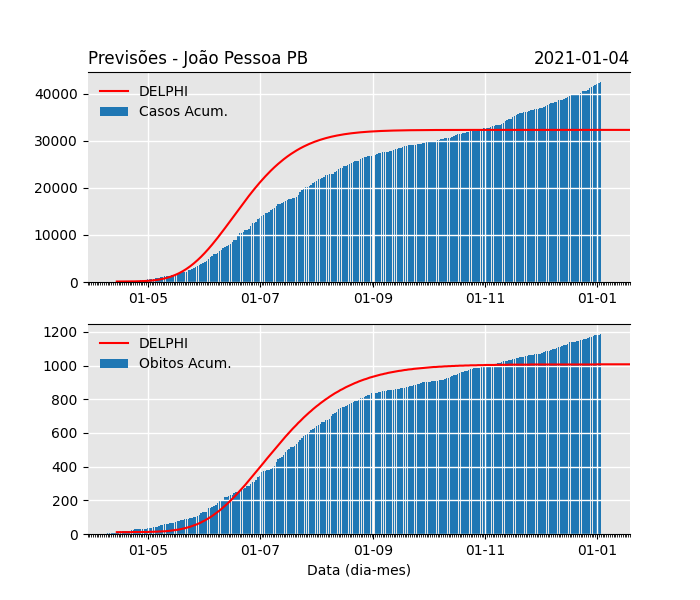 Previsões - João Pessoa PB 2021-01-04
DELPHI
Casos Acum.
40000
30000
20000
10000
0
01-05 01-07 01-09 01-11 01-01
DELPHI
Obitos Acum.
1200
1000
800
600
400
200
0
01-05 01-07 01-09 01-11 01-01
Data (dia-mes)